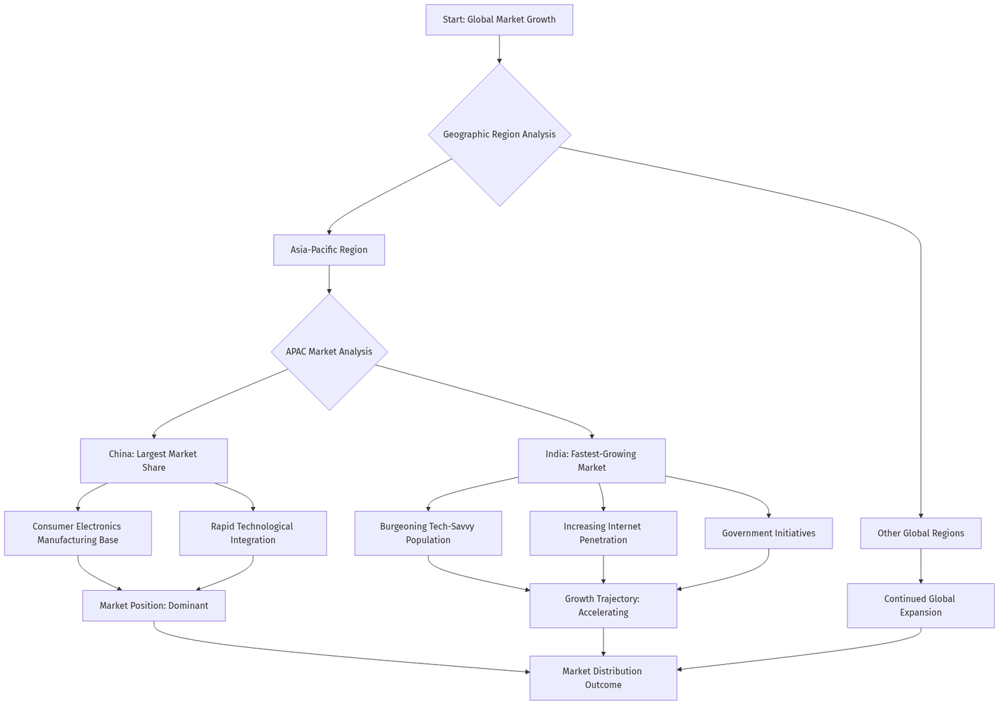 Start: Global Market Growth
Geographic Region Analysis
Asia-Pacific Region
APAC Market Analysis
China: Largest Market
Share
India: Fastest-Growing
Market
Consumer Electronics
Manufacturing Base
Rapid Technological
Integration
Burgeoning Tech-Savvy
Population
Increasing Internet
Penetration
Government Initiatives
Other Global Regions
Market Position: Dominant
Growth Trajectory:
Accelerating
Continued Global
Expansion
Market Distribution
Outcome